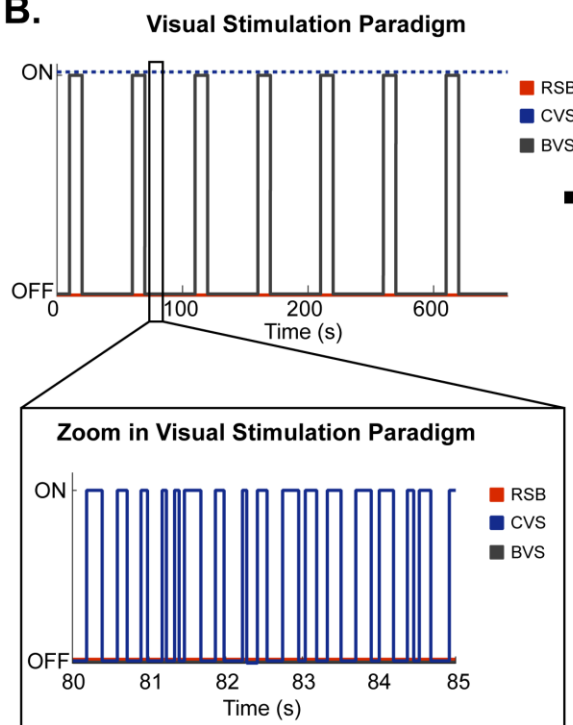 B.
Visual Stimulation Paradigm
ON
RSB
CVS
BVS
OFF
0 100 200 600
Time (s)
Zoom in Visual Stimulation Paradigm
ON
RSB
CVS
BVS
OFF
80 81 82 83 84 85
Time (s)